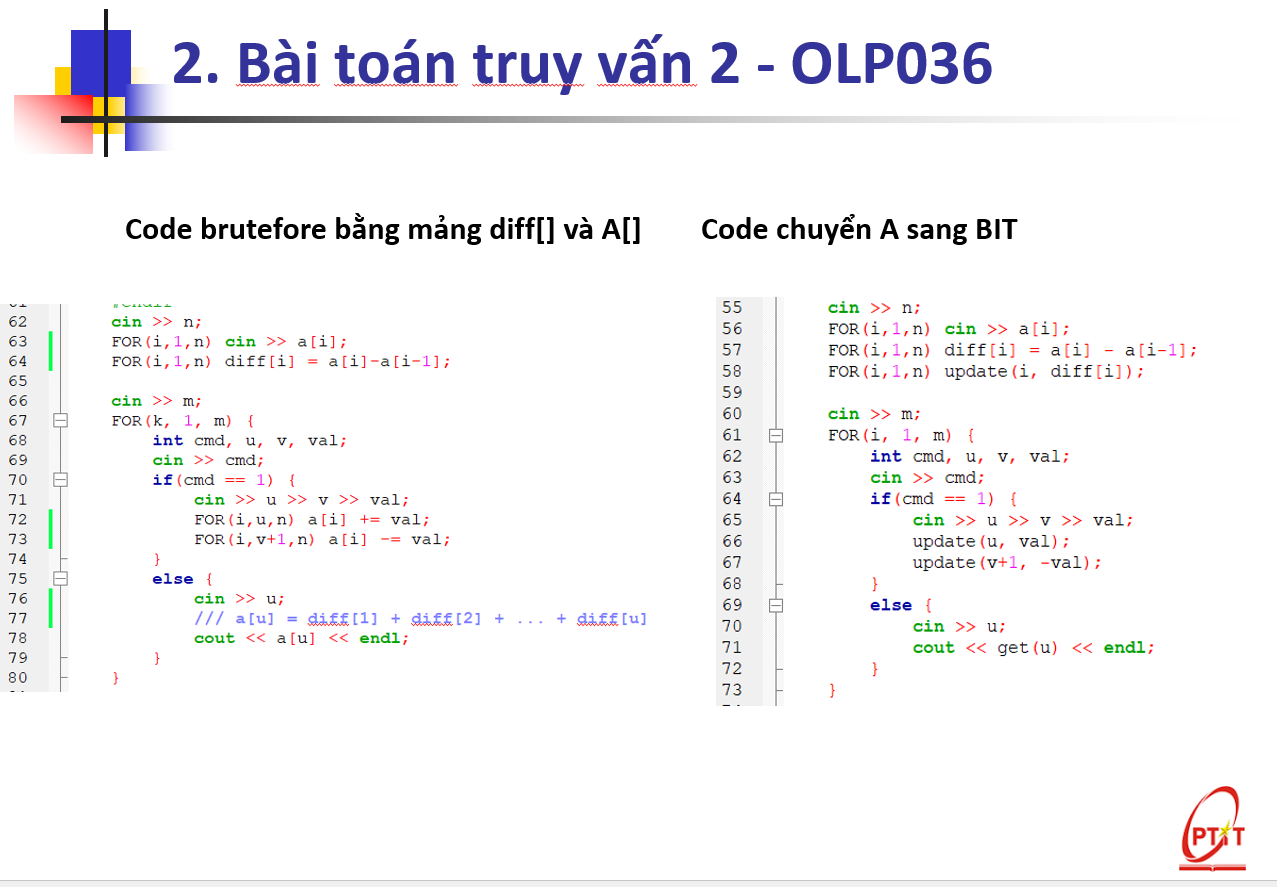 2. Bài toán truy vấn 2 - OLP036
Code brutefore bằng mảng diff[] và A[]
62 cin >> n;
63 FOR(i,1,n) cin >> a[i];
64 FOR(i,1,n) diff[i] = a[i]-a[i-1];
65
66 cin >> m;
67 FOR(k, 1, m) {
68 int cmd, u, v, val;
69 cin >> cmd;
70 if(cmd == 1) {
71 cin >> u >> v >> val;
72 FOR(i,u,n) a[i] += val;
73 FOR(i,v+1,n) a[i] -= val;
74 }
75 else {
76 cin >> u;
77 /// a[u] = diff[1] + diff[2] + ... + diff[u]
78 cout << a[u] << endl;
79 }
80 }
Code chuyển A sang BIT
55 cin >> n;
56 FOR(i,1,n) cin >> a[i];
57 FOR(i,1,n) diff[i] = a[i] - a[i-1];
58 FOR(i,1,n) update(i, diff[i]);
59
60 cin >> m;
61 FOR(i, 1, m) {
62 int cmd, u, v, val;
63 cin >> cmd;
64 if(cmd == 1) {
65 cin >> u >> v >> val;
66 update(u, val);
67 update(v+1, -val);
68 }
69 else {
70 cin >> u;
71 cout << get(u) << endl;
72 }
73 }
PTIT